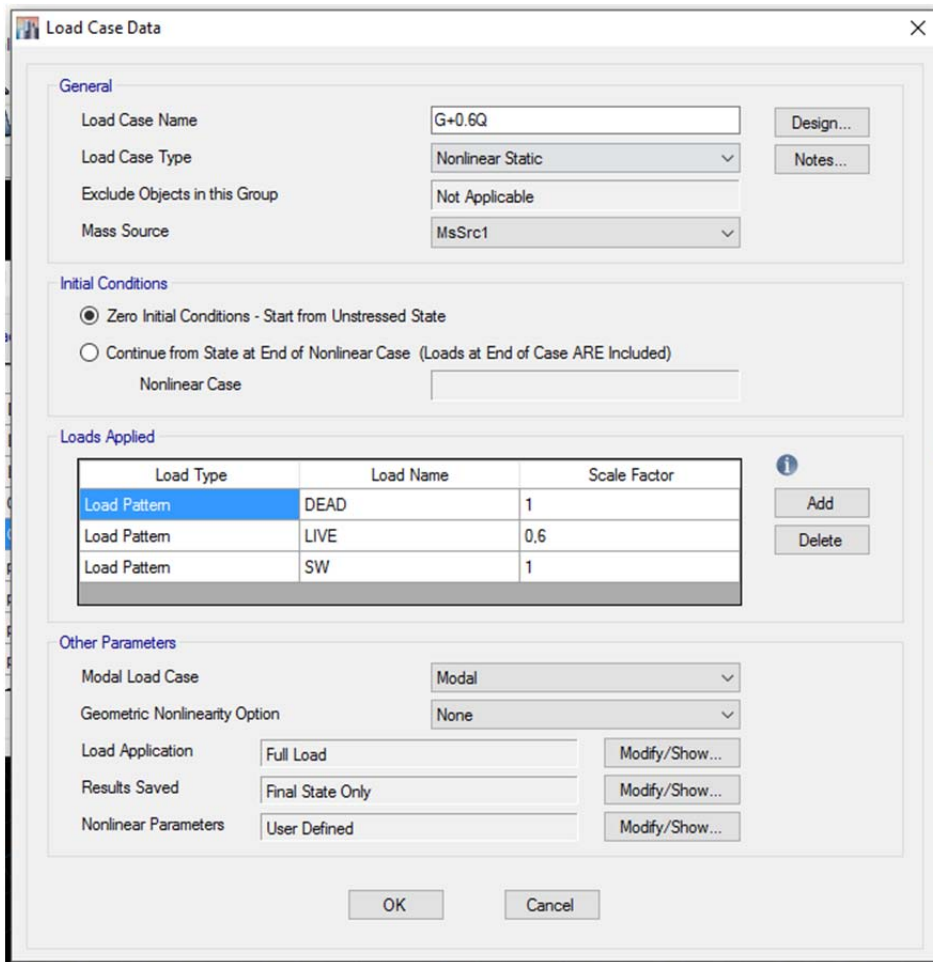 Load Case Data
General
Load Case Name G+0.6Q Design...
Load Case Type Nonlinear Static Notes...
Exclude Objects in this Group Not Applicable
Mass Source MsSrc1
Initial Conditions
Zero Initial Conditions - Start from Unstressed State
Continue from State at End of Nonlinear Case (Loads at End of Case ARE Included)
Nonlinear Case
Loads Applied
Load Type Load Name Scale Factor
Load Pattern DEAD 1 Add
Load Pattern LIVE 0,6 Delete
Load Pattern SW 1
Other Parameters
Modal Load Case Modal
Geometric Nonlinearity Option None
Load Application Full Load Modify/Show...
Results Saved Final State Only Modify/Show...
Nonlinear Parameters User Defined Modify/Show...
OK Cancel